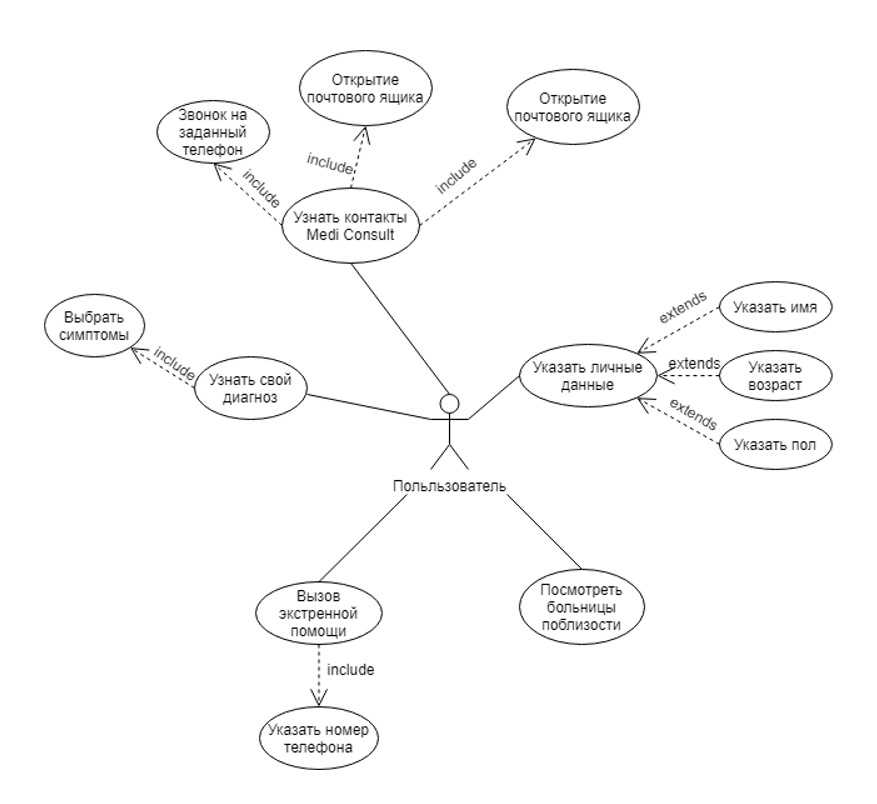 Открытие
почтового ящика
Открытие
почтового ящика
Звонок на
заданный
телефон
include
include
include
Узнать контакты
Medi Consult
Выбрать
симптомы
include
Узнать свой
диагноз
Указать личные
данные
extends
Указать имя
extends
Указать
возраст
extends
Указать пол
Польльзователь
Вызов
экстренной
помощи
Посмотреть
больницы
поблизости
include
Указать номер
телефона